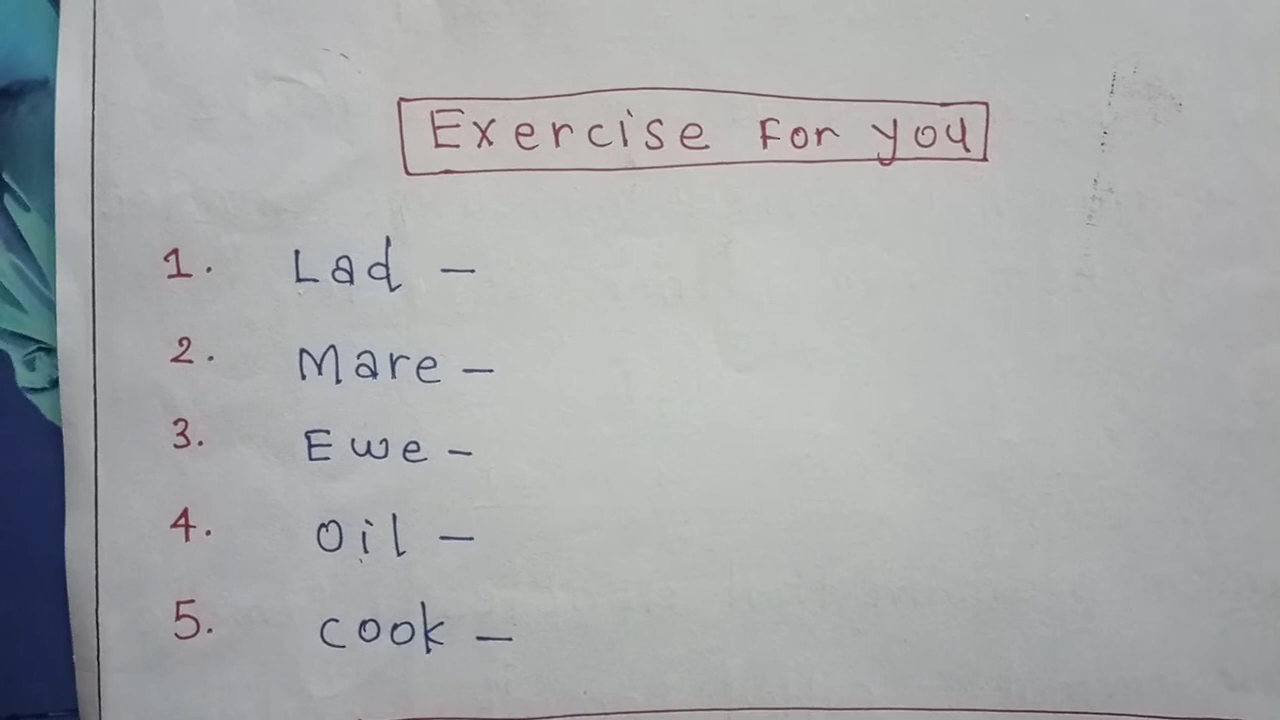 Exercise For you
1. Lad -
2. Mare -
3. Ewe -
4. Oil -
5. cook -